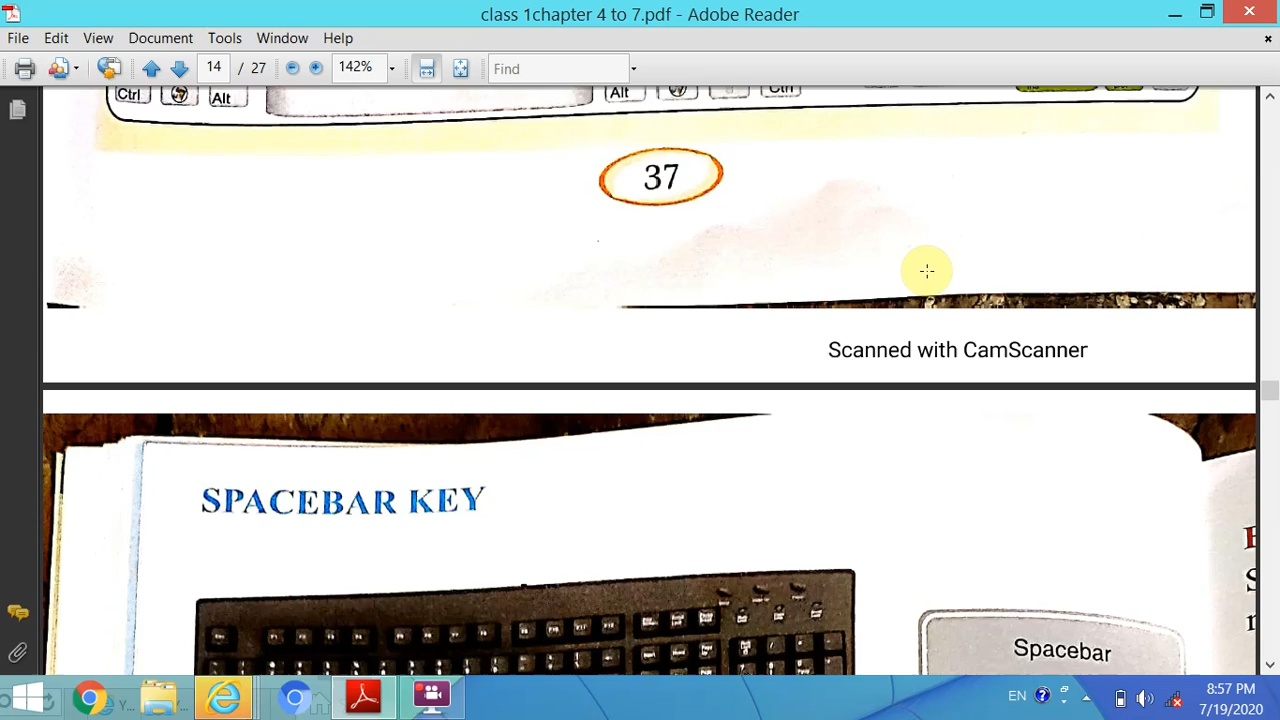 class 1chapter 4 to 7.pdf - Adobe Reader
File Edit View Document Tools Window Help
14 / 27 142% Find
Ctrl Alt Alt Ctrl
37
Scanned with CamScanner
SPACEBAR KEY
Spacebar
EN
8:57 PM
7/19/2020